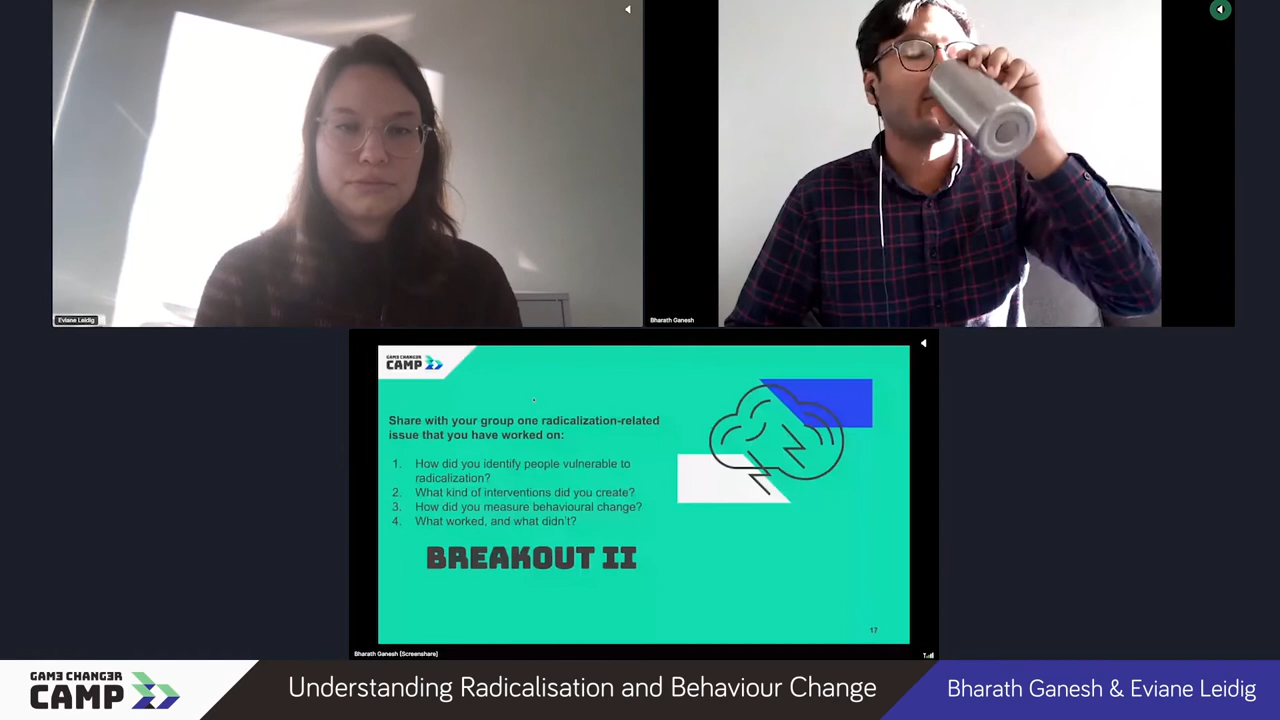 Eviane Leidig
Bharath Ganesh
GAME CHANGER
CAMP
Share with your group one radicalization-related
issue that you have worked on:
1. How did you identify people vulnerable to
radicalization?
2. What kind of interventions did you create?
3. How did you measure behavioural change?
4. What worked, and what didn't?
BREAKOUT II
17
Bharath Ganesh [Screenshare]
GAME CHANGER
CAMP
Understanding Radicalisation and Behaviour Change
Bharath Ganesh & Eviane Leidig